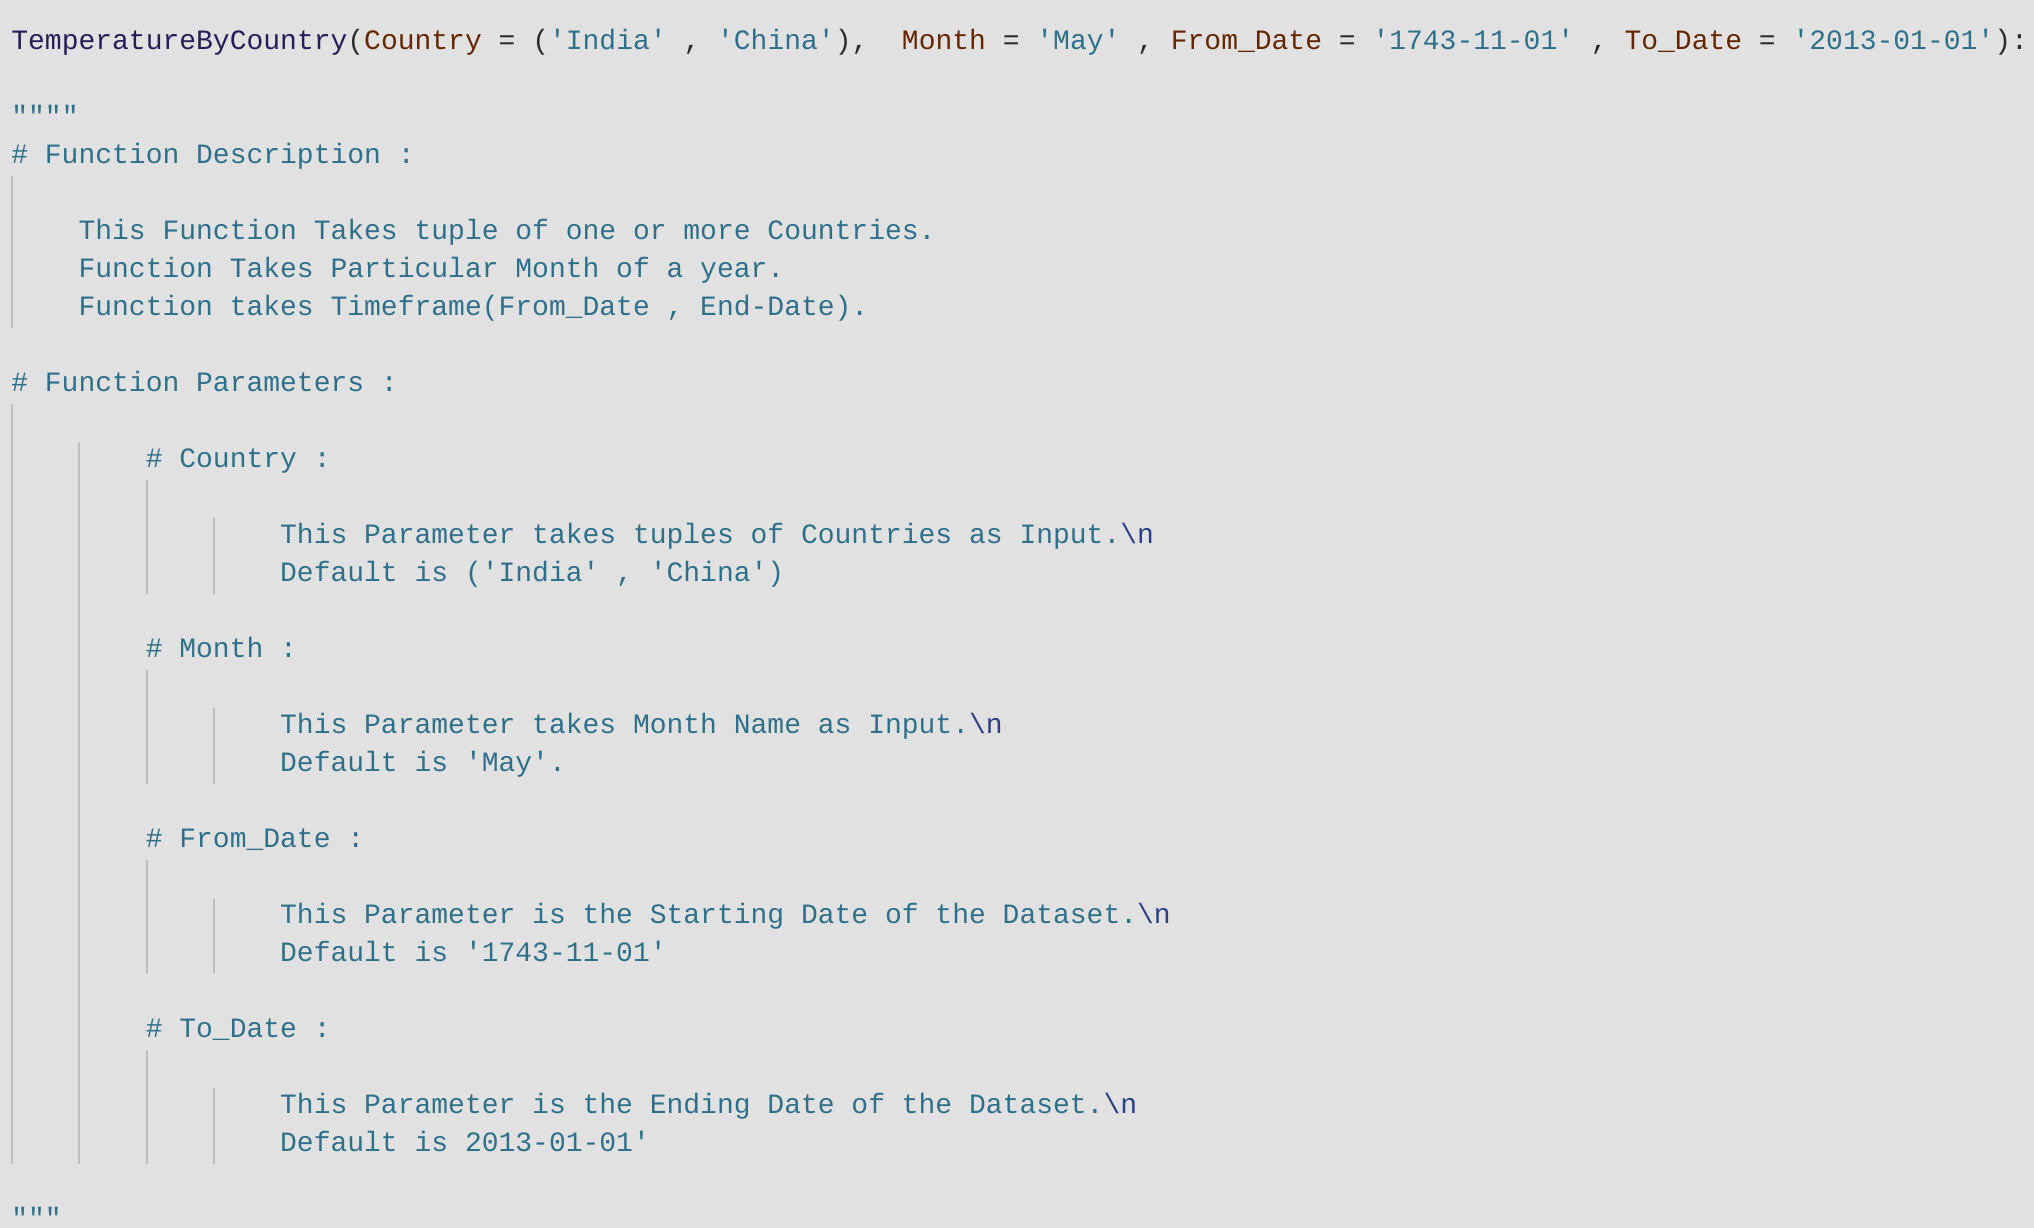 TemperatureByCountry(Country = ('India' , 'China'),  Month = 'May' , From_Date = '1743-11-01' , To_Date = '2013-01-01'):
""""
# Function Description :
This Function Takes tuple of one or more Countries.
Function Takes Particular Month of a year.
Function takes Timeframe(From_Date , End-Date).
# Function Parameters :
# Country :
This Parameter takes tuples of Countries as Input.\n
Default is ('India' , 'China')
# Month :
This Parameter takes Month Name as Input.\n
Default is 'May'.
# From_Date :
This Parameter is the Starting Date of the Dataset.\n
Default is '1743-11-01'
# To_Date :
This Parameter is the Ending Date of the Dataset.\n
Default is 2013-01-01'
"""